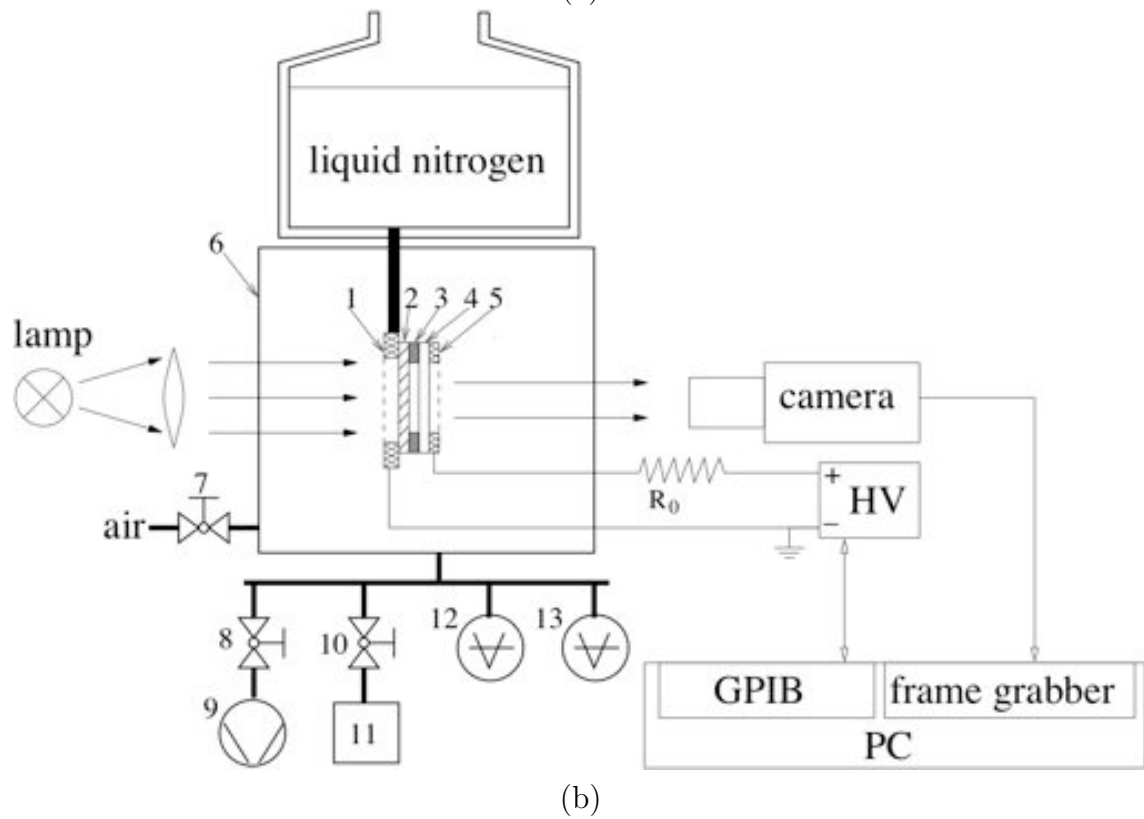 liquid nitrogen
6
1 2 3 4 5
lamp
camera
7
+
HV
R₀
air
−
8
10
12
13
9
11
GPIB
frame grabber
PC
(b)